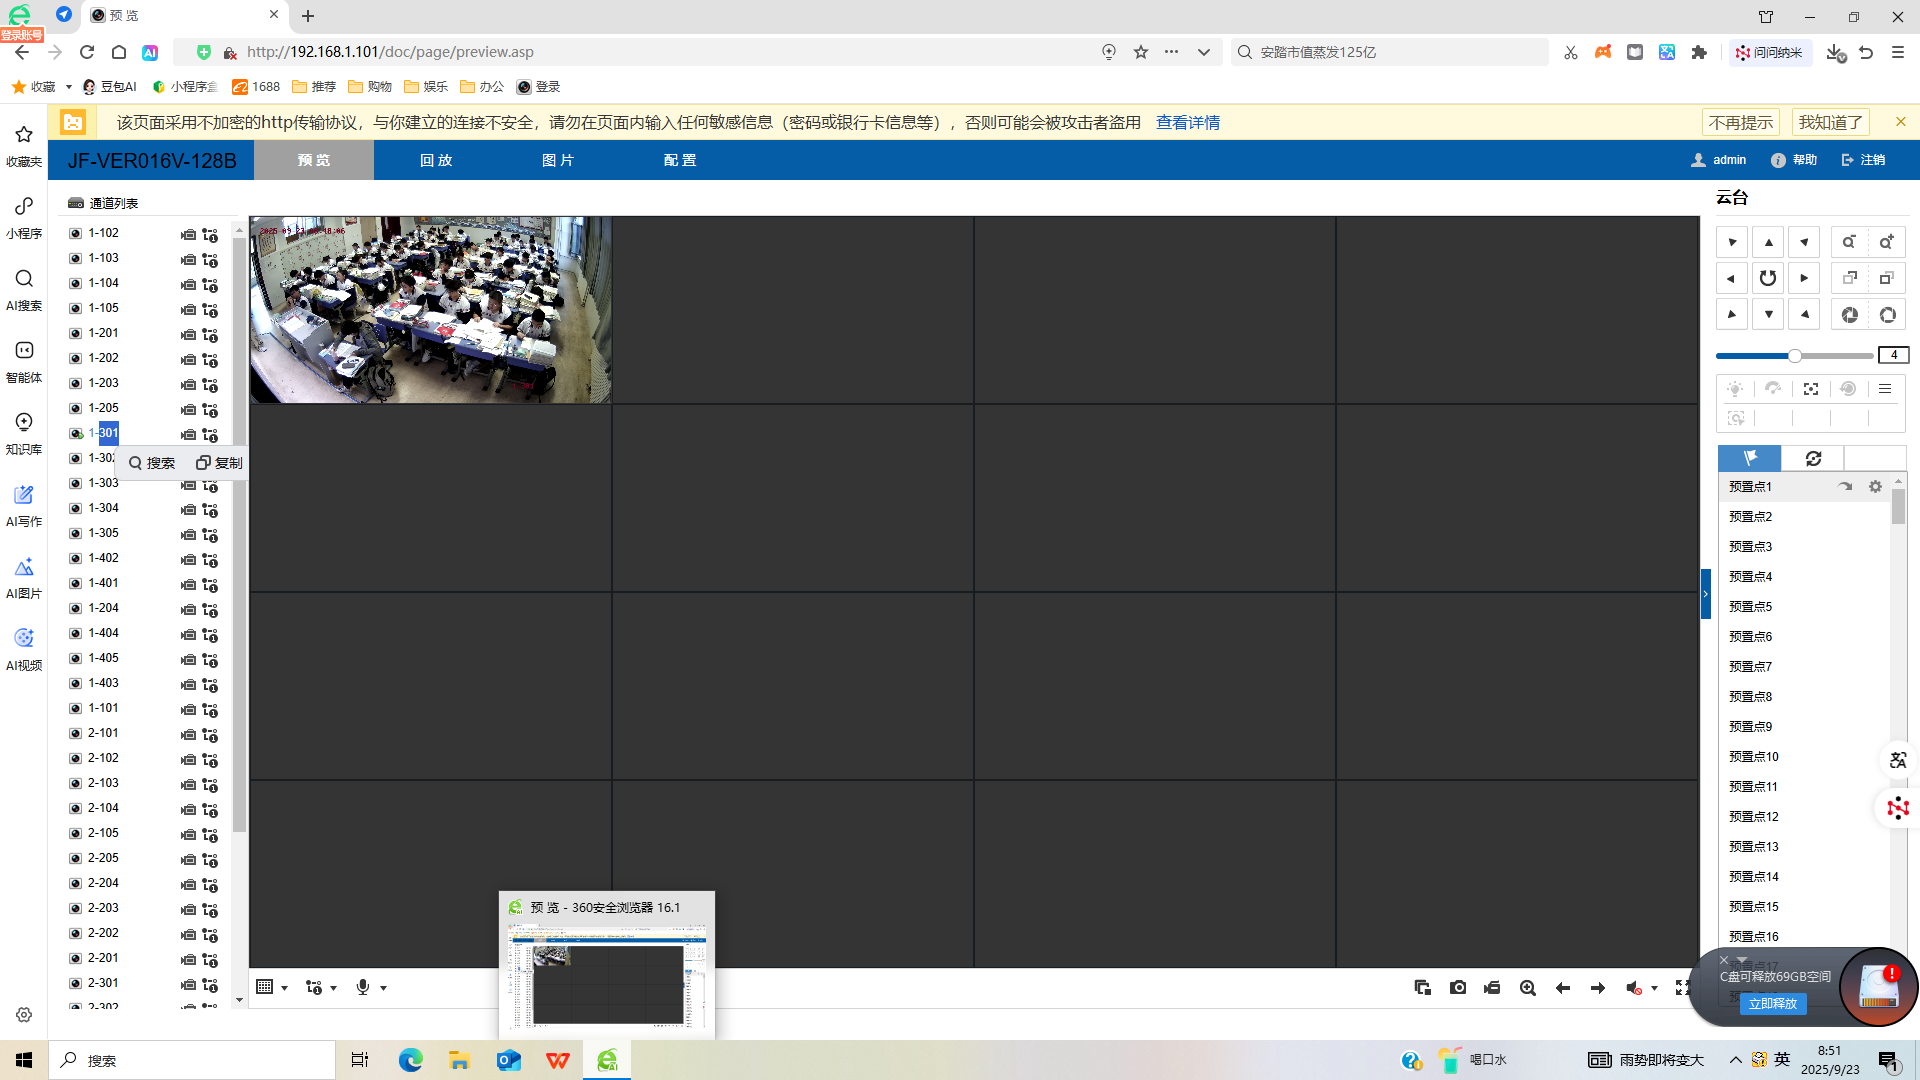 登录账号
预 览
http://192.168.1.101/doc/page/preview.asp
安踏市值蒸发125亿
问问纳米
收藏
豆包AI
小程序盒
1688
推荐
购物
娱乐
办公
登录
该页面采用不加密的http传输协议，与你建立的连接不安全，请勿在页面内输入任何敏感信息（密码或银行卡信息等），否则可能会被攻击者盗用
查看详情
不再提示
我知道了
收藏夹
小程序
AI搜索
智能体
知识库
AI写作
AI图片
AI视频
JF-VER016V-128B
预 览
回 放
图 片
配 置
admin
帮助
注销
通道列表
1-102
1-103
1-104
1-105
1-201
1-202
1-203
1-205
1-301
1-302
搜索
复制
1-303
1-304
1-305
1-402
1-401
1-204
1-404
1-405
1-403
1-101
2-101
2-102
2-103
2-104
2-105
2-205
2-204
2-203
2-202
2-201
2-301
2-302
云台
4
预置点1
预置点2
预置点3
预置点4
预置点5
预置点6
预置点7
预置点8
预置点9
预置点10
预置点11
预置点12
预置点13
预置点14
预置点15
预置点16
C盘可释放69GB空间
立即释放
预 览 - 360安全浏览器 16.1
搜索
喝口水
雨势即将变大
英
8:51
2025/9/23
1